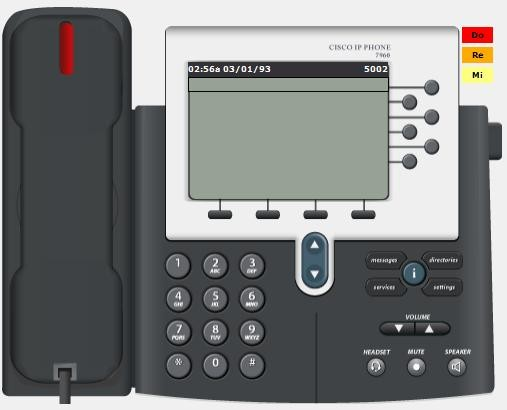 CISCO IP PHONE
7960
02:56a 03/01/93 5002
Do
Re
Mi
messages directories
i
services settings
1 2 ABC 3 DEF
4 GHI 5 JKL 6 MNO
7 PQRS 8 TUV 9 WXYZ
* 0 #
VOLUME
HEADSET MUTE SPEAKER